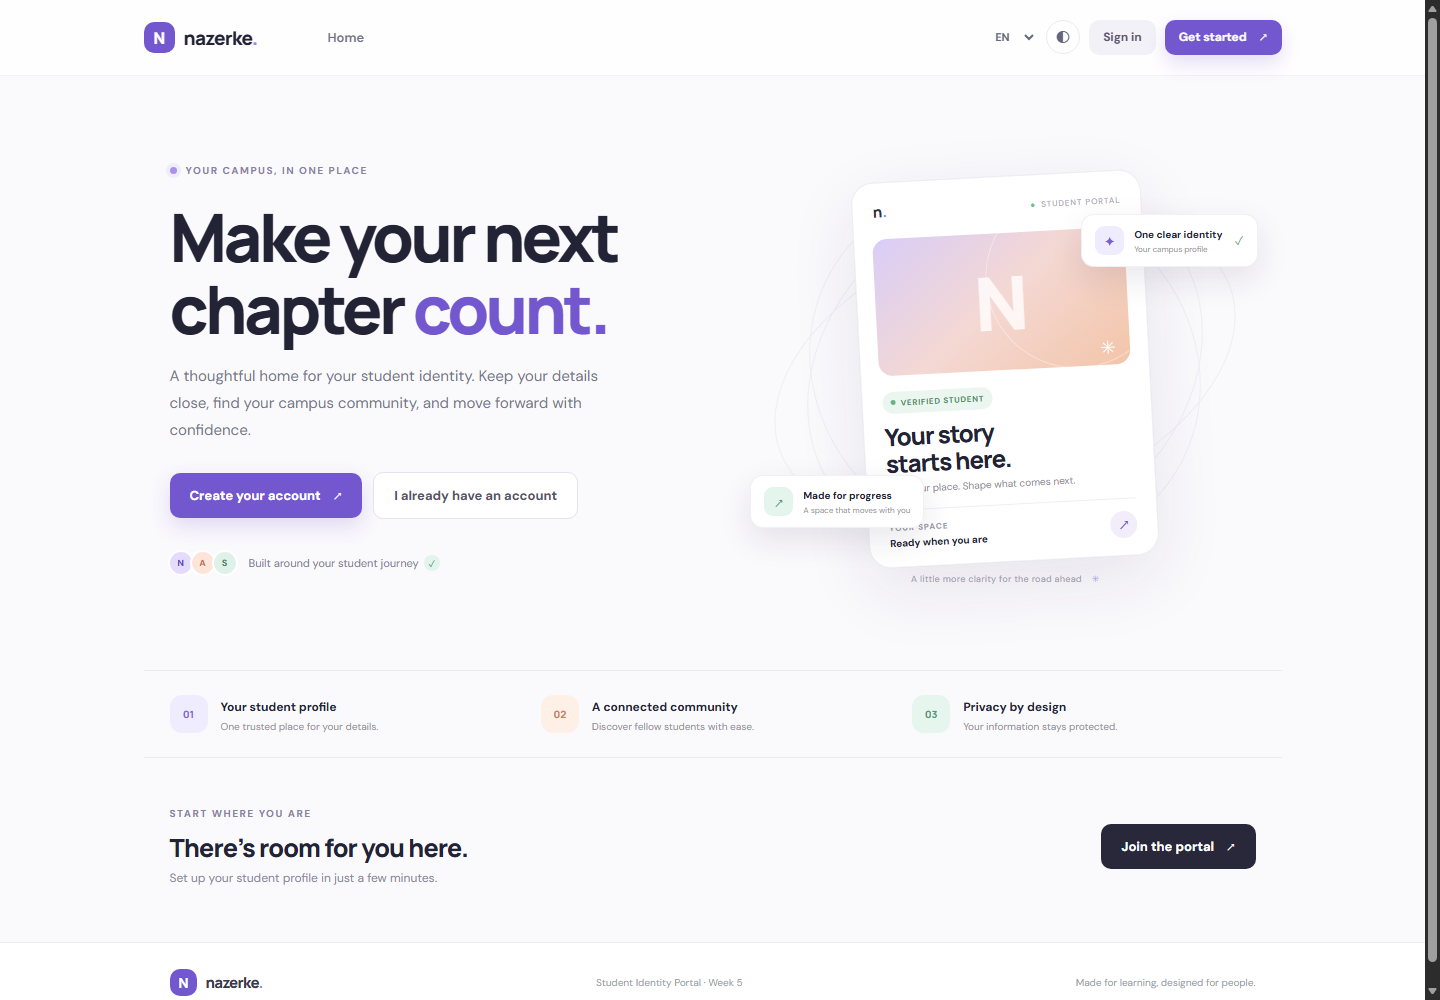 N nazerke.
Home
EN
Sign in
Get started ↗
YOUR CAMPUS, IN ONE PLACE
Make your next
chapter count.
A thoughtful home for your student identity. Keep your details
close, find your campus community, and move forward with
confidence.
Create your account ↗
I already have an account
N A S
Built around your student journey ✓
n.
STUDENT PORTAL
One clear identity
Your campus profile
✓
N
VERIFIED STUDENT
Your story
starts here.
place. Shape what comes next.
Made for progress
A space that moves with you
YOUR SPACE
Ready when you are
A little more clarity for the road ahead
01
Your student profile
One trusted place for your details.
02
A connected community
Discover fellow students with ease.
03
Privacy by design
Your information stays protected.
START WHERE YOU ARE
There's room for you here.
Set up your student profile in just a few minutes.
Join the portal ↗
N nazerke.
Student Identity Portal · Week 5
Made for learning, designed for people.